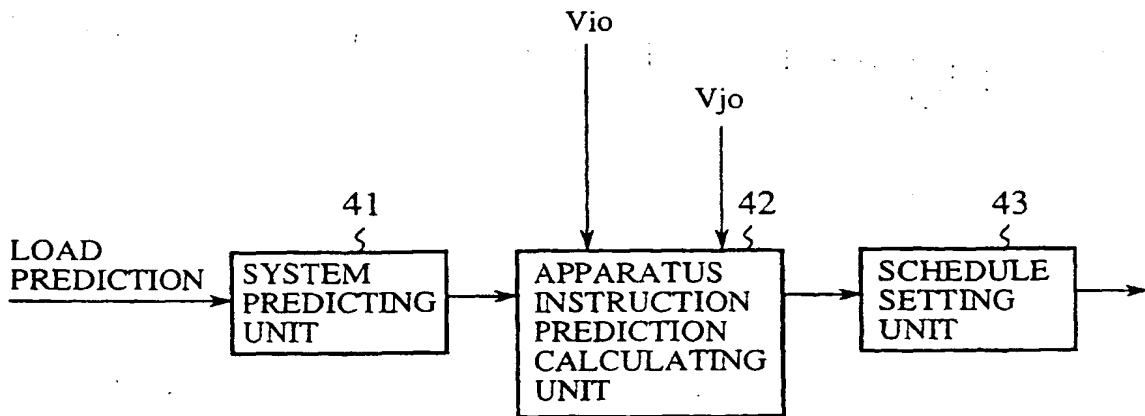 Vio
Vjo
41
42
43
LOAD
PREDICTION
SYSTEM
PREDICTING
UNIT
APPARATUS
INSTRUCTION
PREDICTION
CALCULATING
UNIT
SCHEDULE
SETTING
UNIT